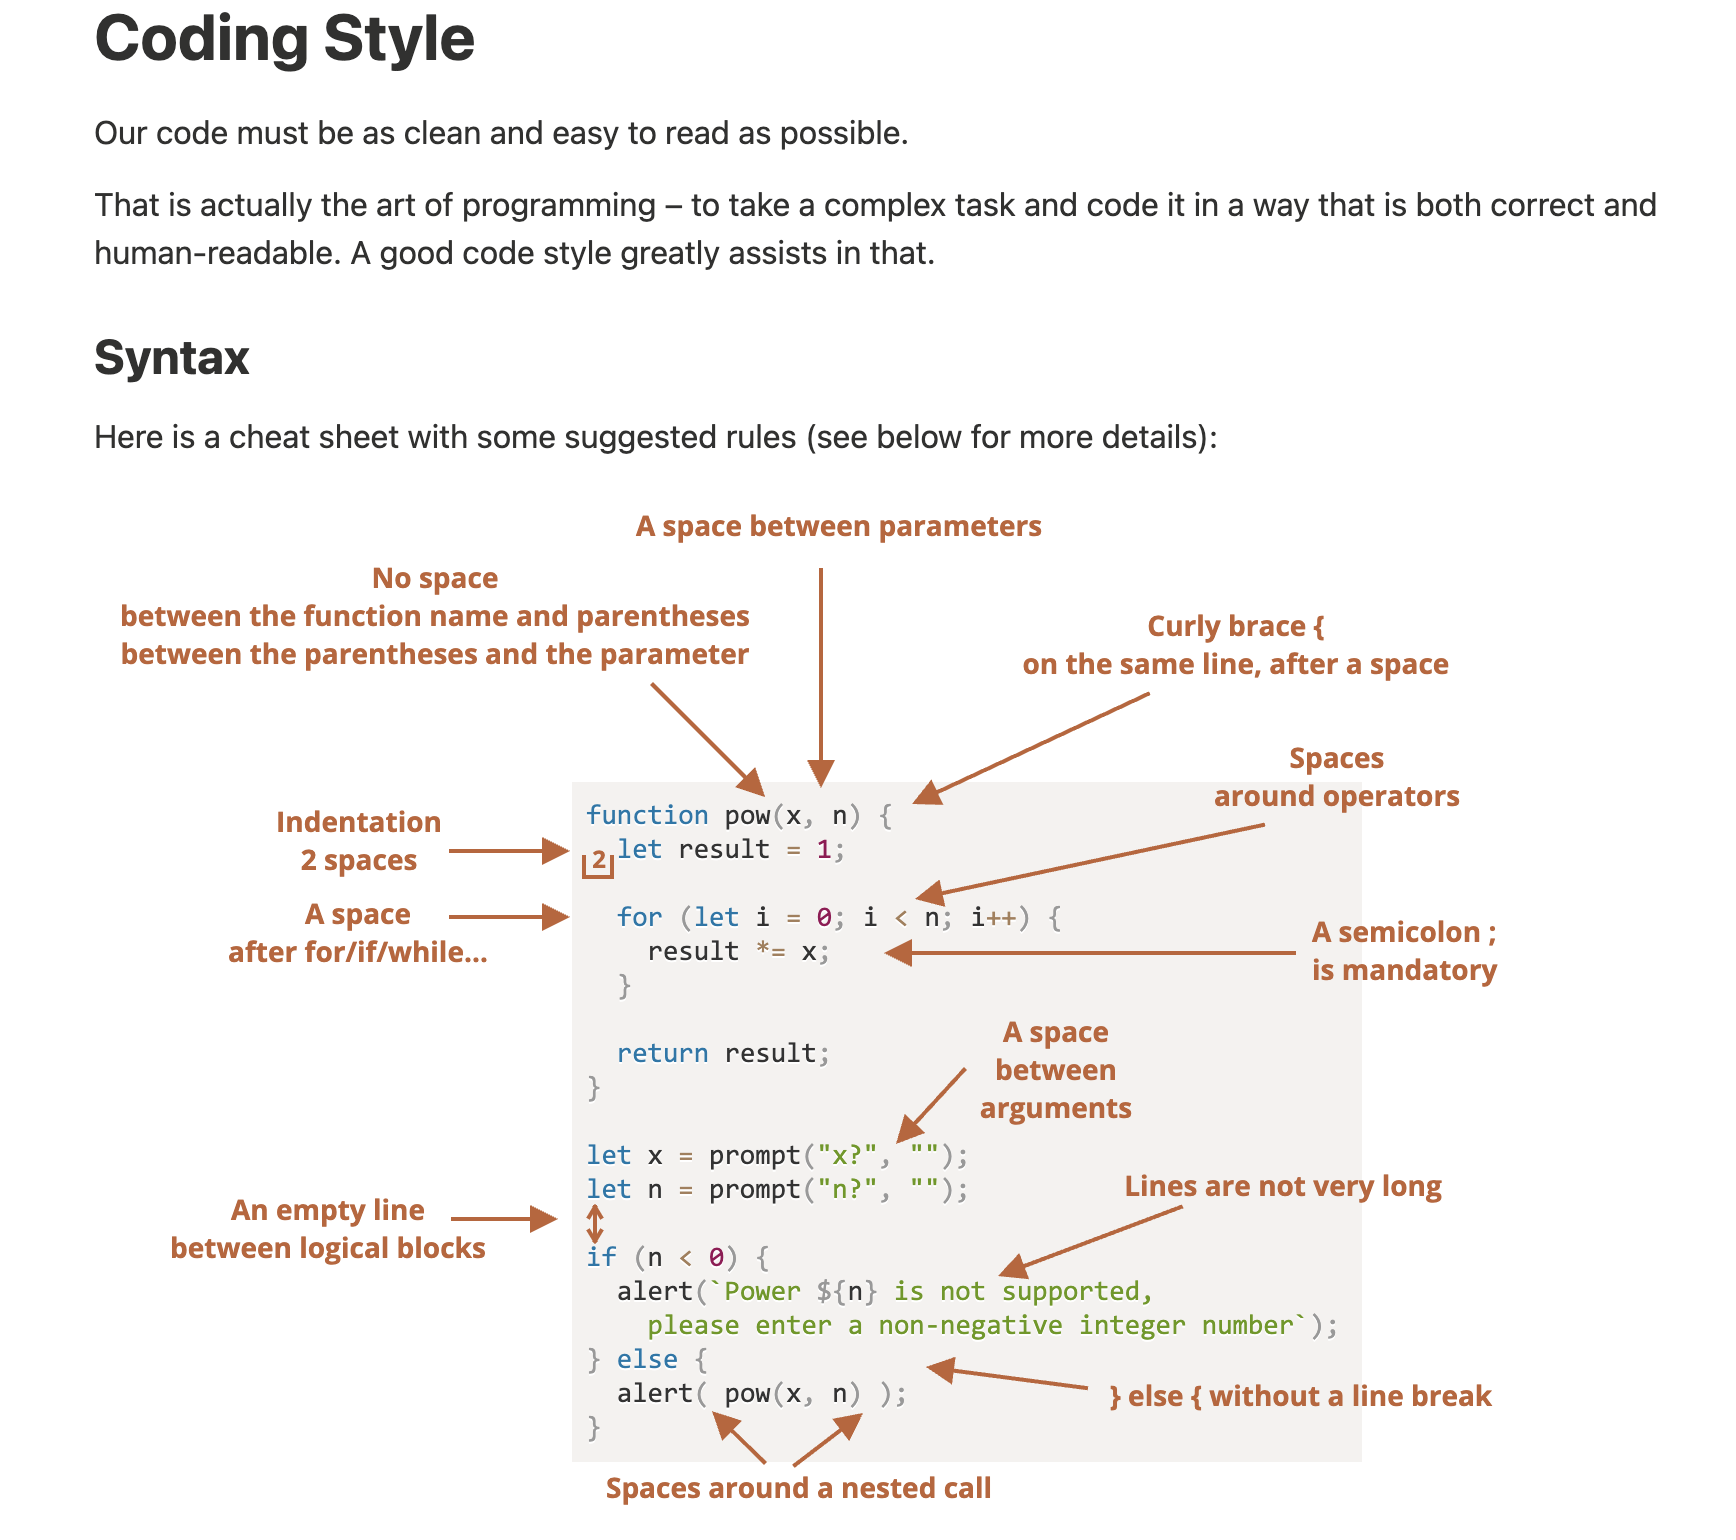 Coding Style
Our code must be as clean and easy to read as possible.
That is actually the art of programming – to take a complex task and code it in a way that is both correct and
human-readable. A good code style greatly assists in that.
Syntax
Here is a cheat sheet with some suggested rules (see below for more details):
A space between parameters
No space
between the function name and parentheses
between the parentheses and the parameter
Curly brace {
on the same line, after a space
Spaces
around operators
Indentation
2 spaces
A space
after for/if/while...
A semicolon ;
is mandatory
function pow(x, n) {
2 let result = 1;
for (let i = 0; i < n; i++) {
result *= x;
}
return result;
}
A space
between
arguments
let x = prompt("x?", "");
let n = prompt("n?", "");
An empty line
between logical blocks
Lines are not very long
if (n < 0) {
alert(`Power ${n} is not supported,
please enter a non-negative integer number`);
} else {
alert( pow(x, n) );
}
} else { without a line break
Spaces around a nested call